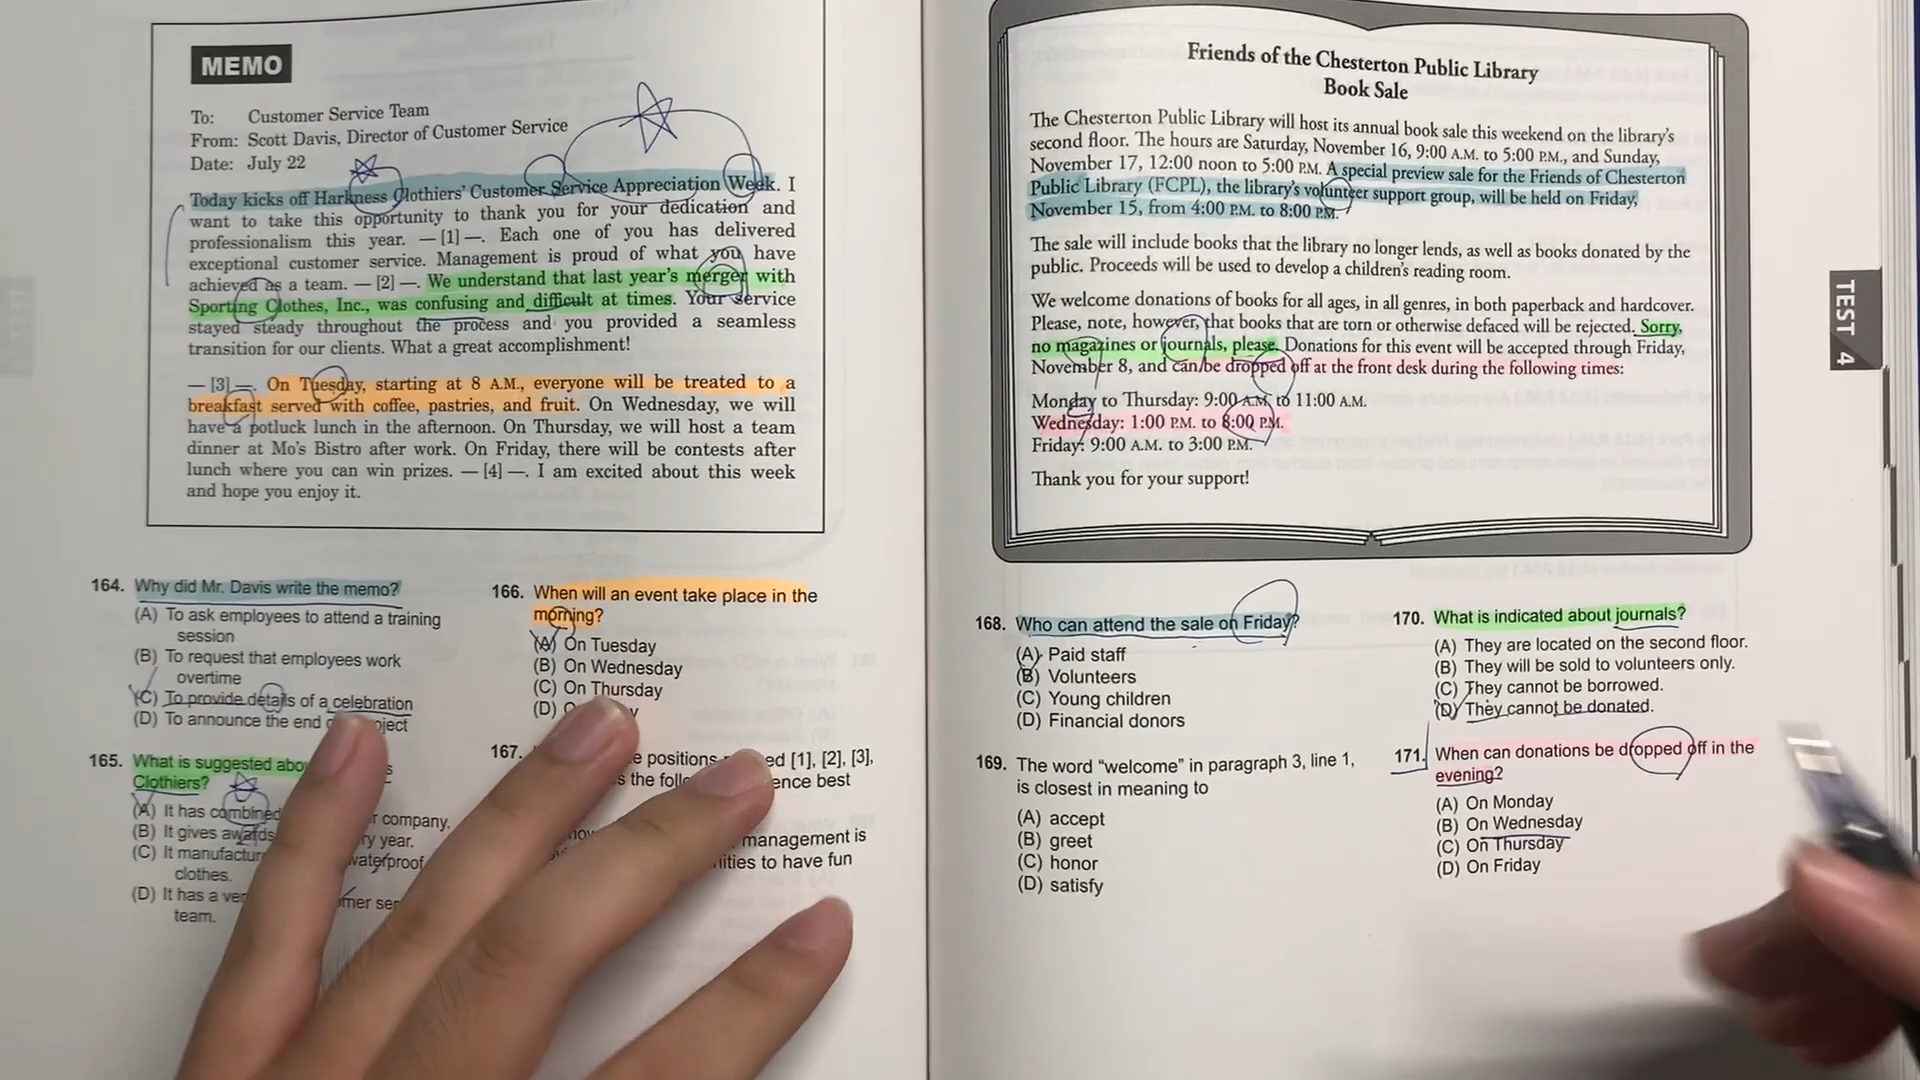 MEMO
To: Customer Service Team
From: Scott Davis, Director of Customer Service
Date: July 22
Today kicks off Harkness Clothiers' Customer Service Appreciation Week. I
want to take this opportunity to thank you for your dedication and
professionalism this year. — [1] —. Each one of you has delivered
exceptional customer service. Management is proud of what you have
achieved as a team. — [2] —. We understand that last year's merger with
Sporting Clothes, Inc., was confusing and difficult at times. Your service
stayed steady throughout the process and you provided a seamless
transition for our clients. What a great accomplishment!
— [3] —. On Tuesday, starting at 8 A.M., everyone will be treated to a
breakfast served with coffee, pastries, and fruit. On Wednesday, we will
have a potluck lunch in the afternoon. On Thursday, we will host a team
dinner at Mo's Bistro after work. On Friday, there will be contests after
lunch where you can win prizes. — [4] —. I am excited about this week
and hope you enjoy it.
164. Why did Mr. Davis write the memo?
(A) To ask employees to attend a training
session
(B) To request that employees work
overtime
(C) To provide details of a celebration
(D) To announce the end
165. What is suggested
Clothiers?
(A) It has combined company.
(B) It gives awards year.
(C) It waterproof
clothes.
(D) It has a
team.
166. When will an event take place in the
morning?
(A) On Tuesday
(B) On Wednesday
(C) On Thursday
(D)
167. positions [1], [2], [3],
the best
management is
to have fun
Friends of the Chesterton Public Library
Book Sale
The Chesterton Public Library will host its annual book sale this weekend on the library's
second floor. The hours are Saturday, November 16, 9:00 A.M. to 5:00 P.M., and Sunday,
November 17, 12:00 noon to 5:00 P.M. A special preview sale for the Friends of Chesterton
Public Library (FCPL), the library's volunteer support group, will be held on Friday,
November 15, from 4:00 P.M. to 8:00 P.M.
The sale will include books that the library no longer lends, as well as books donated by the
public. Proceeds will be used to develop a children's reading room.
We welcome donations of books for all ages, in all genres, in both paperback and hardcover.
Please, note, however, that books that are torn or otherwise defaced will be rejected. Sorry,
no magazines or journals, please. Donations for this event will be accepted through Friday,
November 8, and can be dropped off at the front desk during the following times:
Monday to Thursday: 9:00 A.M. to 11:00 A.M.
Wednesday: 1:00 P.M. to 8:00 P.M.
Friday: 9:00 A.M. to 3:00 P.M.
Thank you for your support!
TEST 4
168. Who can attend the sale on Friday?
(A) Paid staff
(B) Volunteers
(C) Young children
(D) Financial donors
169. The word “welcome” in paragraph 3, line 1,
is closest in meaning to
(A) accept
(B) greet
(C) honor
(D) satisfy
170. What is indicated about journals?
(A) They are located on the second floor.
(B) They will be sold to volunteers only.
(C) They cannot be borrowed.
(D) They cannot be donated.
171. When can donations be dropped off in the
evening?
(A) On Monday
(B) On Wednesday
(C) On Thursday
(D) On Friday